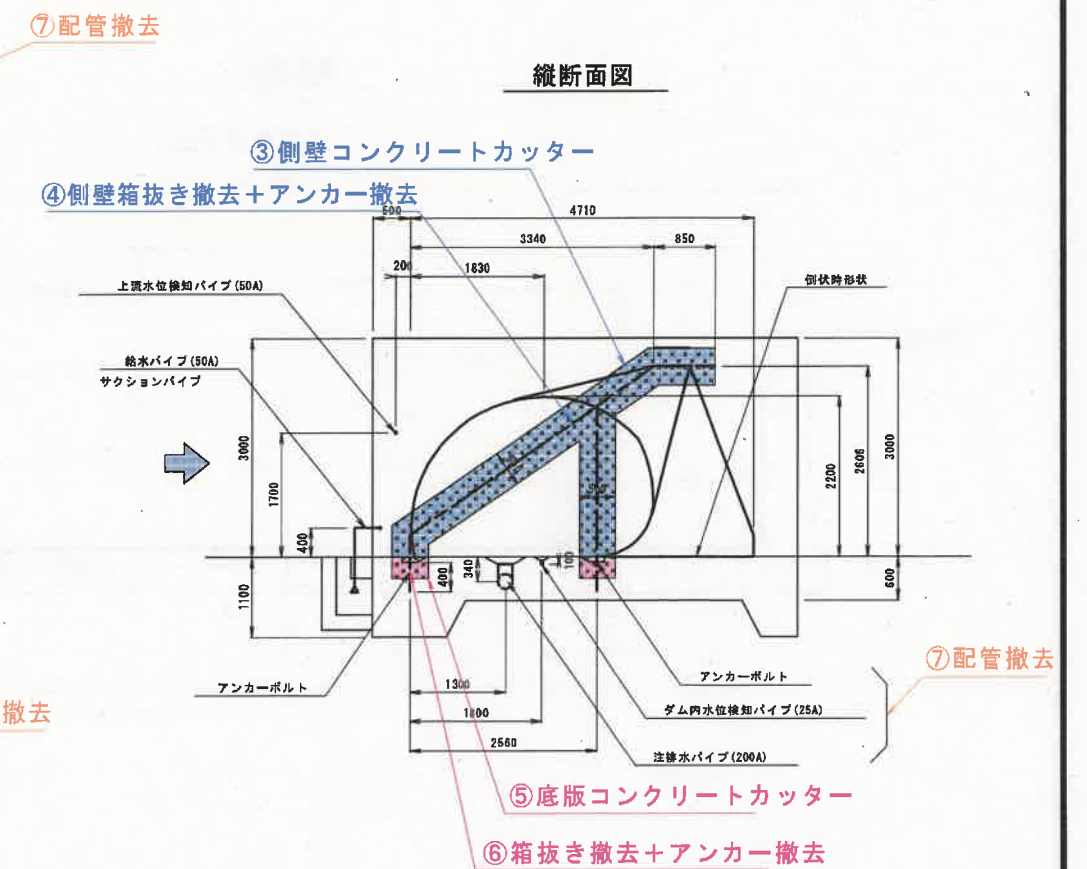 ⑦配管撤去
縦断面図
③側壁コンクリートカッター
④側壁箱抜き撤去+アンカー撤去
500
4710
3340
850
200
1830
上流水位検知パイプ(50A)
倒状時形状
給水パイプ(50A)
サクションパイプ
3000
1700
400
1100
2200
2606
3000
600
400
340
100
1300
1800
2560
アンカーボルト
アンカーボルト
ダム内水位検知パイプ(25A)
注排水パイプ(200A)
⑦配管撤去
撤去
⑤底版コンクリートカッター
⑥箱抜き撤去+アンカー撤去